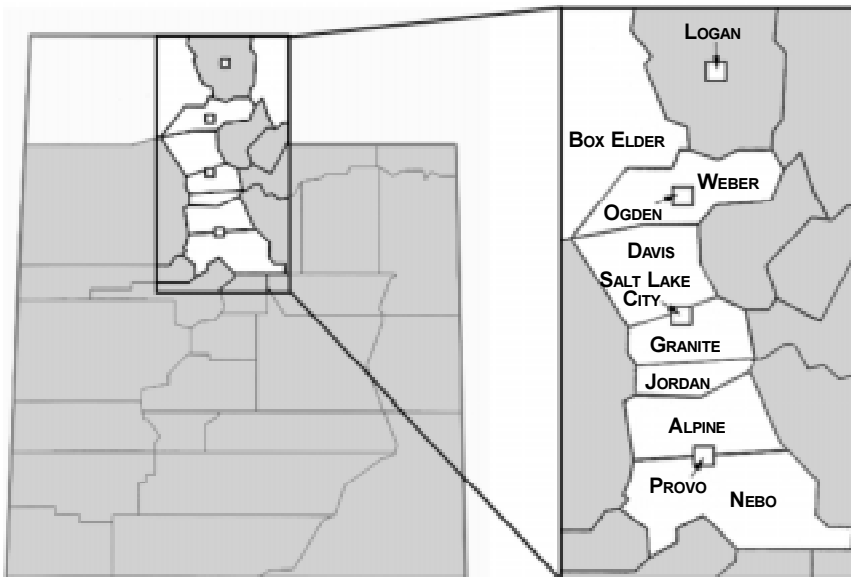 LOGAN
BOX ELDER
WEBER
OGDEN
DAVIS
SALT LAKE
CITY
GRANITE
JORDAN
ALPINE
PROVO
NEBO